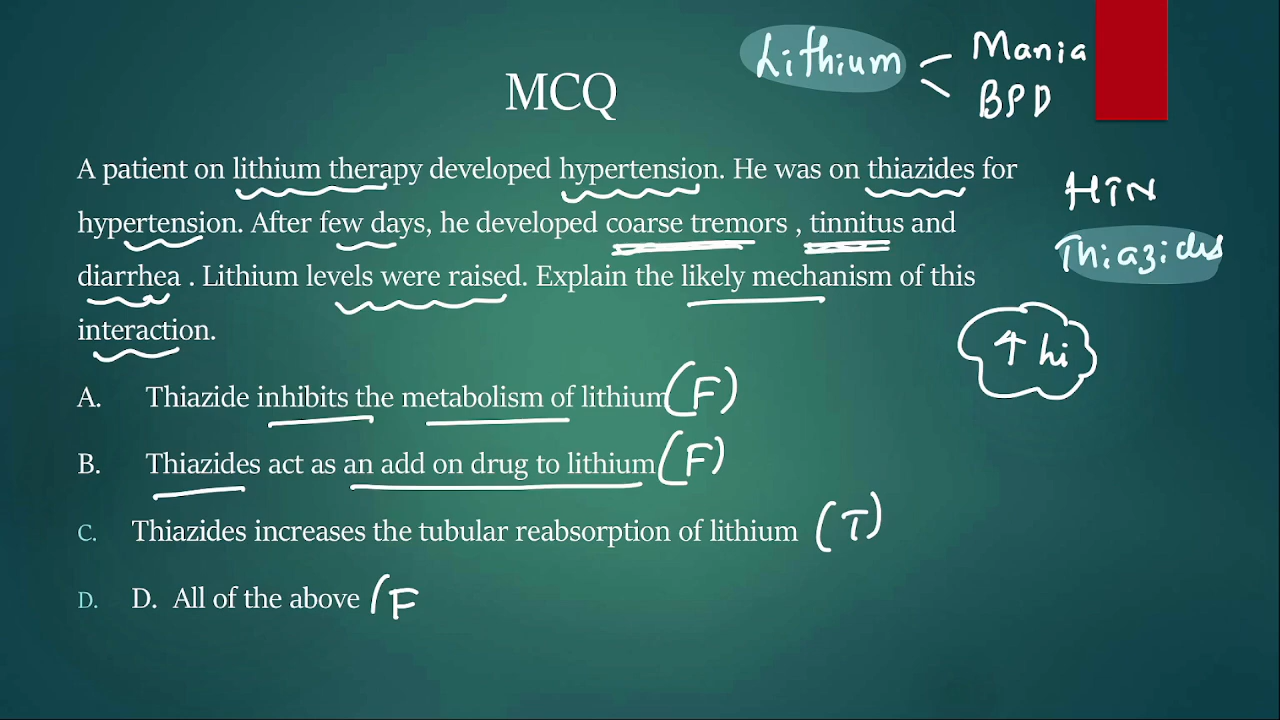 Lithium < Mania
BPD
MCQ
A patient on lithium therapy developed hypertension. He was on thiazides for
hypertension. After few days, he developed coarse tremors , tinnitus and
diarrhea . Lithium levels were raised. Explain the likely mechanism of this
interaction.
HTN
Thiazides
↑ Li
A. Thiazide inhibits the metabolism of lithium (F)
B. Thiazides act as an add on drug to lithium (F)
C. Thiazides increases the tubular reabsorption of lithium (T)
D. D. All of the above (F